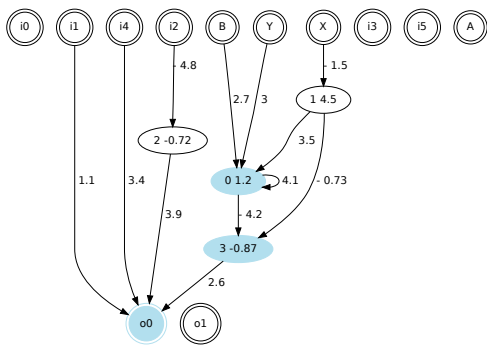 i0 i1 i4 i2 B Y X i3 i5 A
- 4.8 - 1.5
2.7 3 1 4.5
2 -0.72 3.5
1.1 3.4 0 1.2 4.1 - 0.73
3.9 - 4.2
3 -0.87
2.6
o0 o1